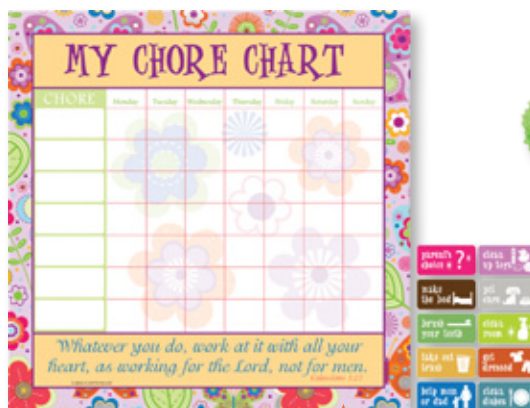 MY CHORE CHART
CHORE Monday Tuesday Wednesday Thursday Friday Saturday Sunday
Whatever you do, work at it with all your
heart, as working for the Lord, not for men.
parent's choice ?
clean up toys
make the bed
pet care
brush your teeth
clean room
take out trash
get dressed
help mom or dad
clean dishes